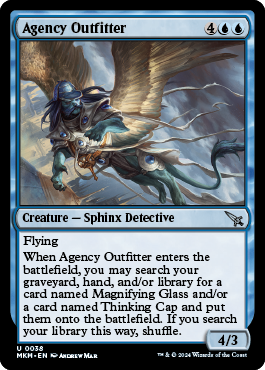 Agency Outfitter 4
Creature — Sphinx Detective
Flying
When Agency Outfitter enters the
battlefield, you may search your
graveyard, hand, and/or library for a
card named Magnifying Glass and/or
a card named Thinking Cap and put
them onto the battlefield. If you search
your library this way, shuffle.
4/3
U 0038
MKM • EN Andrew Mar
™ & © 2024 Wizards of the Coast